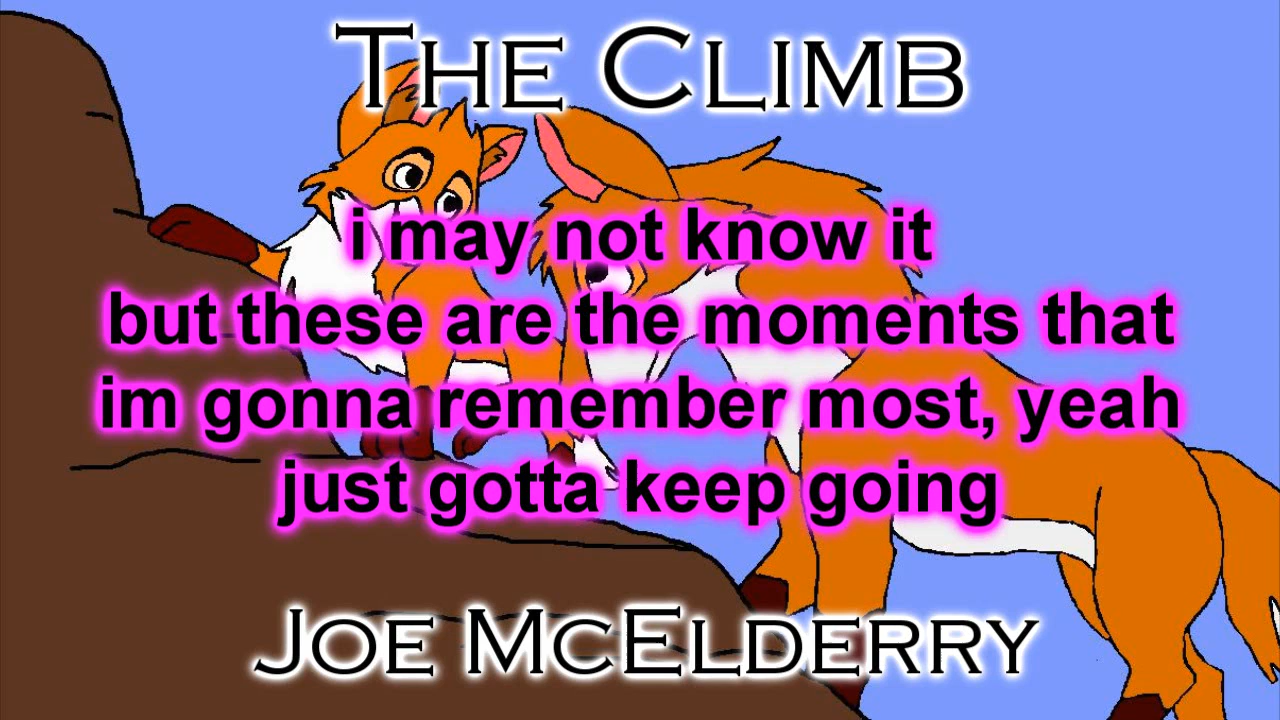 The Climb
i may not know it
but these are the moments that
im gonna remember most, yeah
just gotta keep going
Joe McElderry